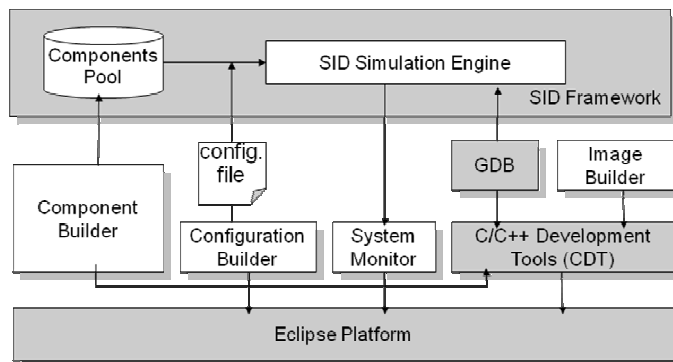 Components
Pool
SID Simulation Engine
SID Framework
config.
file
GDB
Image
Builder
Component
Builder
Configuration
Builder
System
Monitor
C/C++ Development
Tools (CDT)
Eclipse Platform